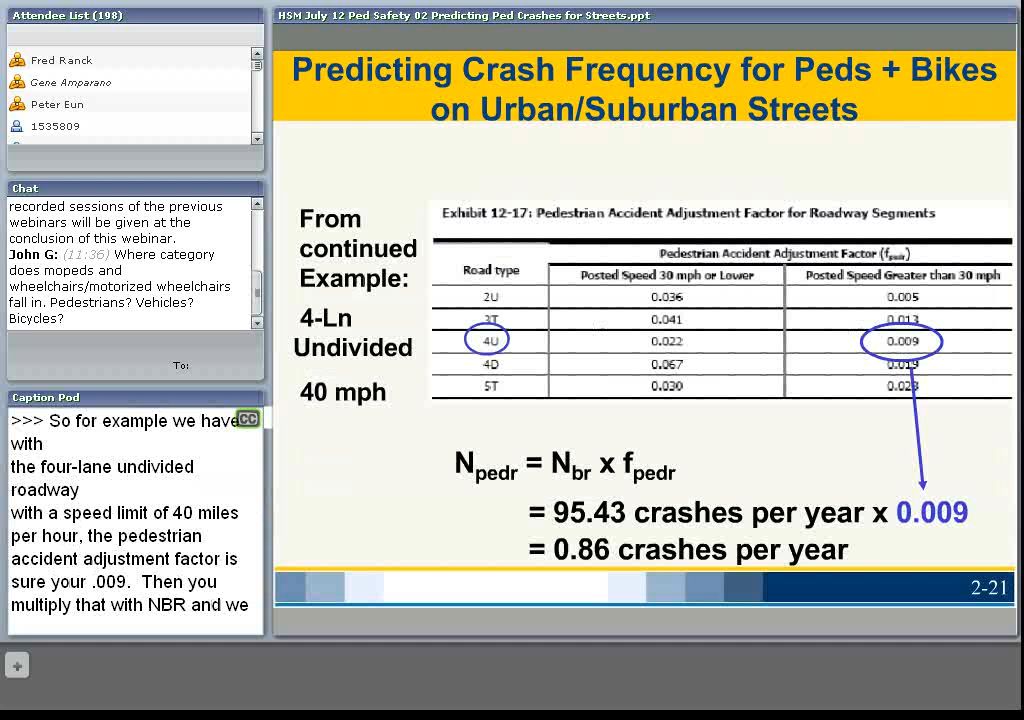 Attendee List (198)
Fred Ranck
Gene Amparano
Peter Eun
1535809
Chat
recorded sessions of the previous
webinars will be given at the
conclusion of this webinar.
John G: (11:36) Where category
does mopeds and
wheelchairs/motorized wheelchairs
fall in. Pedestrians? Vehicles?
Bicycles?
To:
Caption Pod
>>> So for example we have
with
the four-lane undivided
roadway
with a speed limit of 40 miles
per hour, the pedestrian
accident adjustment factor is
sure your .009. Then you
multiply that with NBR and we
CC
HSM July 12 Ped Safety 02 Predicting Ped Crashes for Streets.ppt
Predicting Crash Frequency for Peds + Bikes
on Urban/Suburban Streets
From
continued
Example:
4-Ln
Undivided
40 mph
Exhibit 12-17: Pedestrian Accident Adjustment Factor for Roadway Segments
Pedestrian Accident Adjustment Factor (fpedr)
Road type Posted Speed 30 mph or Lower Posted Speed Greater than 30 mph
2U 0.036 0.005
3T 0.041 0.013
4U 0.022 0.009
4D 0.067 0.019
5T 0.030 0.023
Npedr = Nbr x fpedr
= 95.43 crashes per year x 0.009
= 0.86 crashes per year
2-21